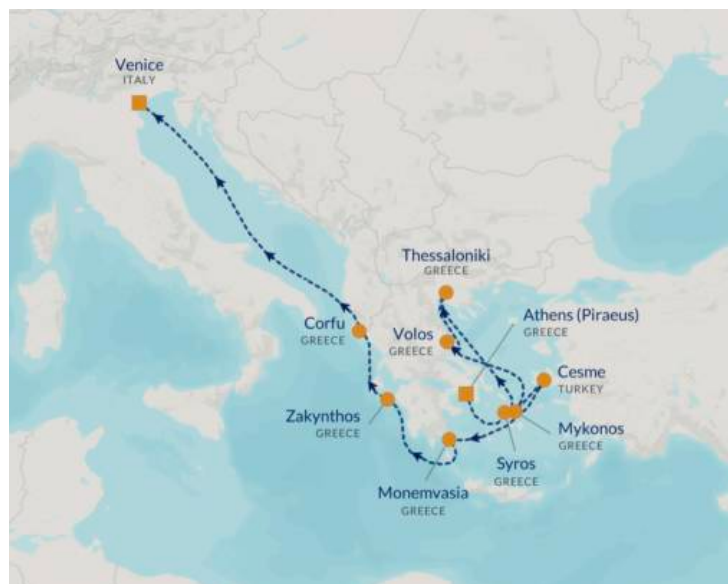 Venice
ITALY
Thessaloniki
GREECE
Athens (Piraeus)
GREECE
Corfu
GREECE
Volos
GREECE
Cesme
TURKEY
Zakynthos
GREECE
Mykonos
GREECE
Syros
GREECE
Monemvasia
GREECE